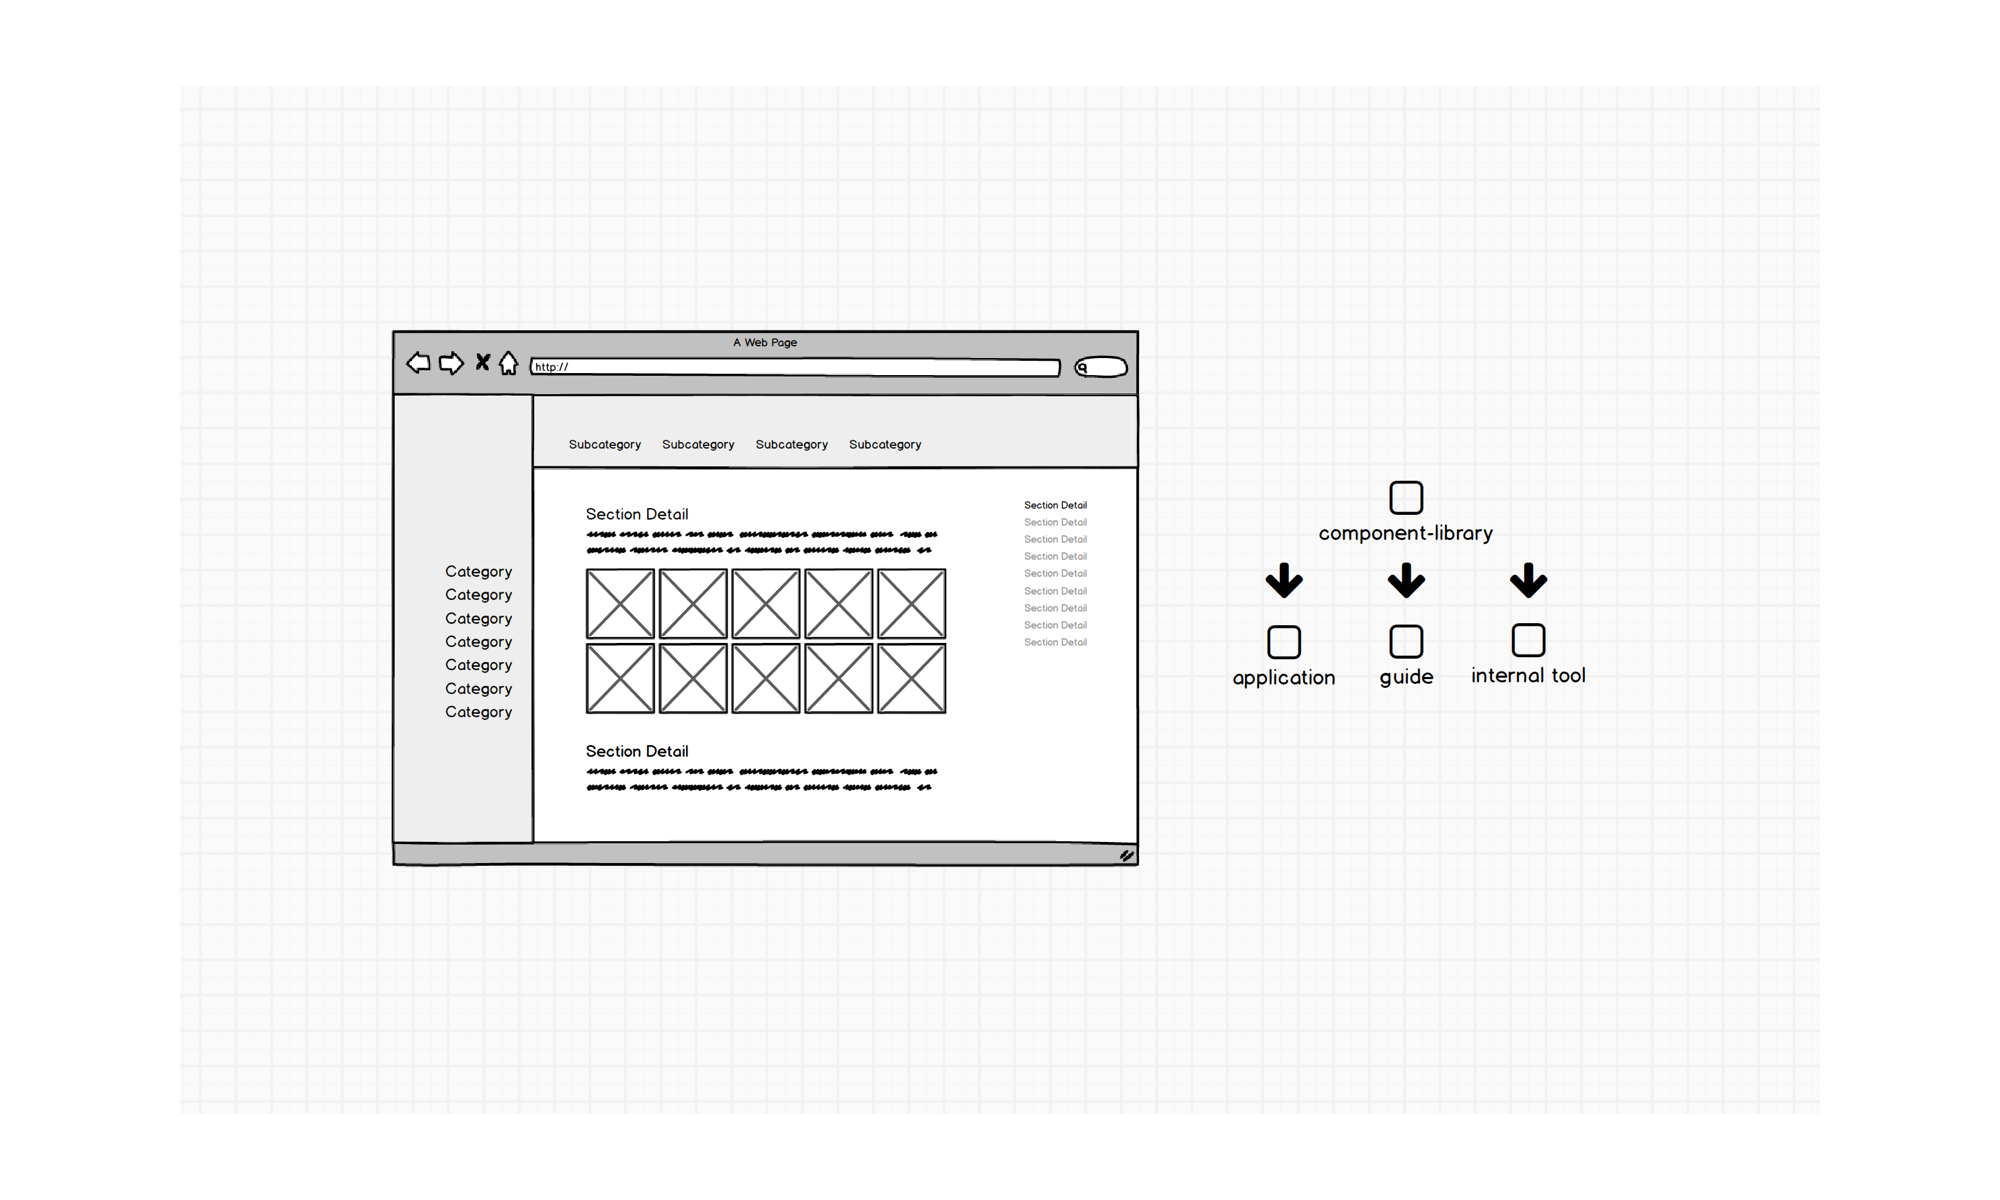 A Web Page
http://
Subcategory Subcategory Subcategory Subcategory
Category
Category
Category
Category
Category
Category
Category
Section Detail
Section Detail
Section Detail
Section Detail
Section Detail
Section Detail
Section Detail
Section Detail
Section Detail
Section Detail
Section Detail
component-library
application
guide
internal tool